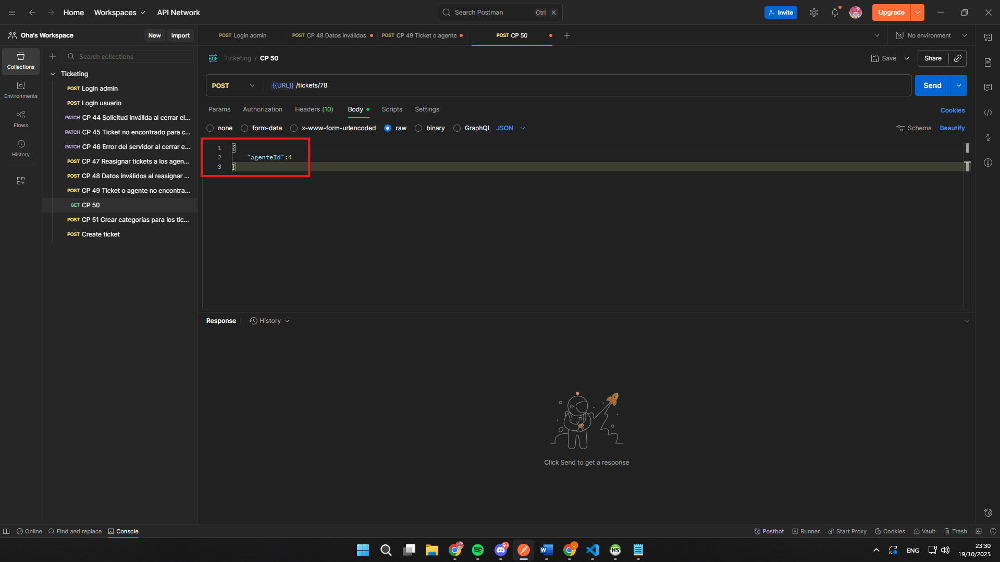 Home
Workspaces
API Network
Search Postman
Ctrl
K
Invite
Upgrade
Oha's Workspace
New
Import
POST Login admin
POST CP 48 Datos inválidos
POST CP 49 Ticket o agente
POST CP 50
No environment
Collections
Environments
Flows
History
Search collections
Ticketing
POST Login admin
POST Login usuario
PATCH CP 44 Solicitud inválida al cerrar el...
PATCH CP 45 Ticket no encontrado para c...
PATCH CP 46 Error del servidor al cerrar e...
POST CP 47 Reasignar tickets a los agen...
POST CP 48 Datos inválidos al reasignar ...
POST CP 49 Ticket o agente no encontra...
GET CP 50
POST CP 51 Crear categorías para los tic...
POST Create ticket
HTTP
Ticketing / CP 50
Save
Share
POST
{{URL}} /tickets/78
Send
Params
Authorization
Headers (10)
Body
Scripts
Settings
Cookies
none
form-data
x-www-form-urlencoded
raw
binary
GraphQL
JSON
Schema
Beautify
1 {
2 "agenteId":4
3 }
Response
History
Click Send to get a response
Online
Find and replace
Console
Postbot
Runner
Start Proxy
Cookies
Vault
Trash
9+
W
J
HS
ENG
23:30
19/10/2025